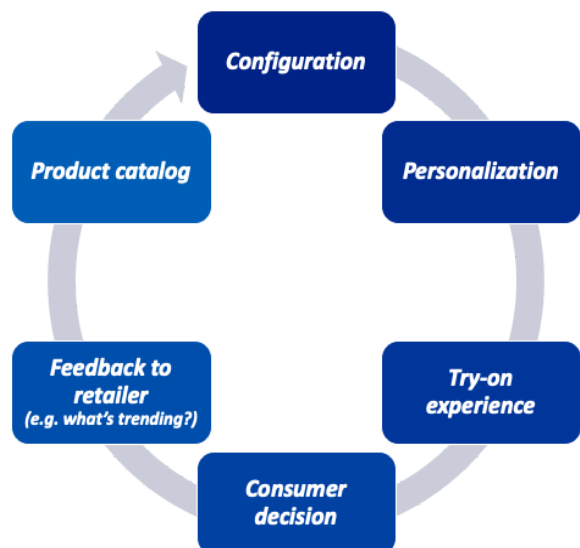 Configuration
Personalization
Try-on
experience
Consumer
decision
Feedback to
retailer
(e.g. what's trending?)
Product catalog